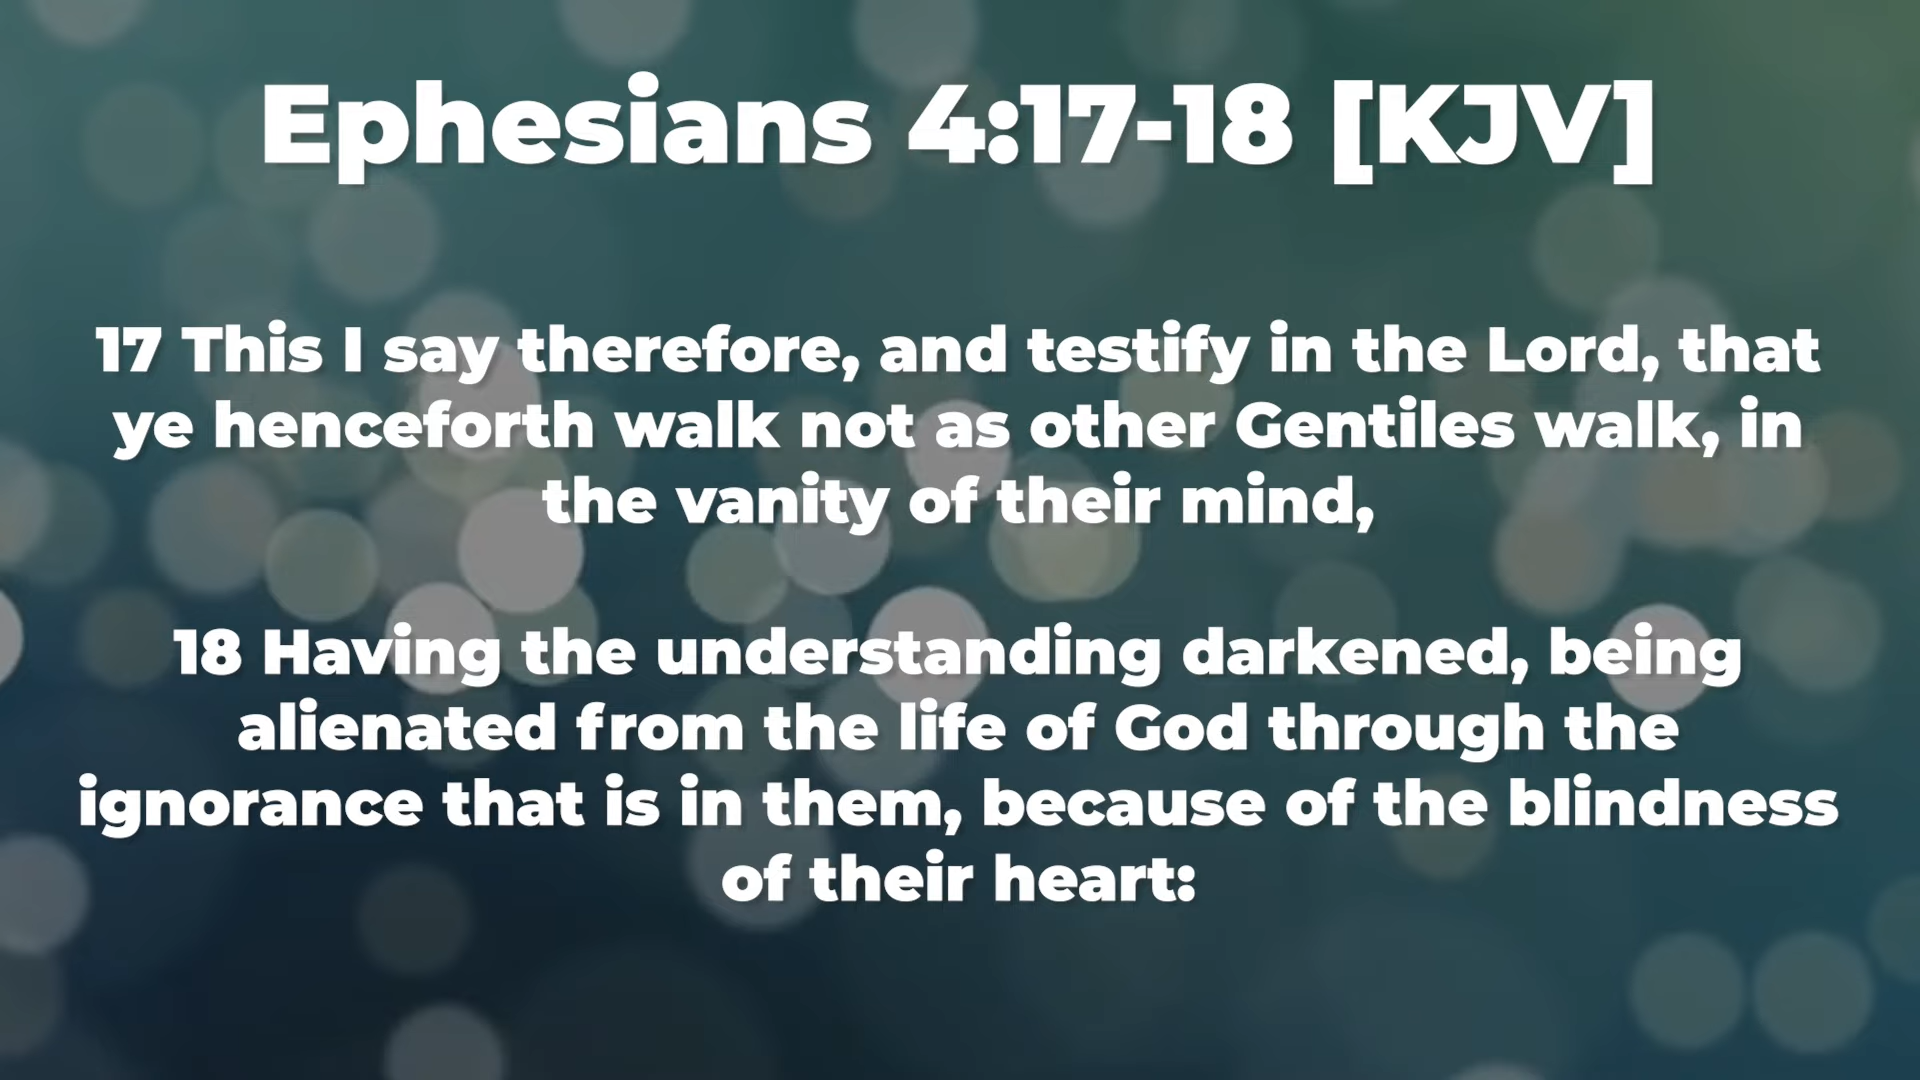 Ephesians 4:17-18 [KJV]
17 This I say therefore, and testify in the Lord, that
ye henceforth walk not as other Gentiles walk, in
the vanity of their mind,
18 Having the understanding darkened, being
alienated from the life of God through the
ignorance that is in them, because of the blindness
of their heart: